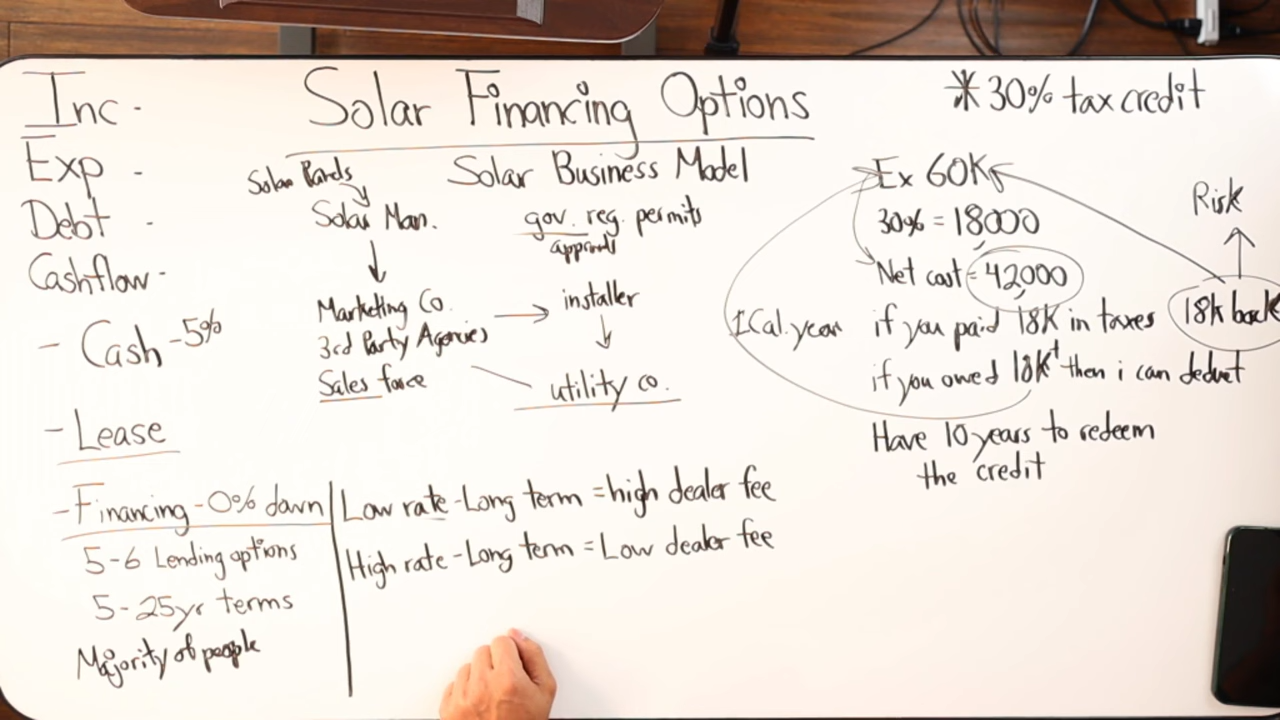 Solar Financing Options
Inc -
Exp -
Debt -
Cashflow -
- Cash - 5%
- Lease
- Financing - 0% down
5-6 Lending options
5-25yr terms
Majority of people
Solar Business Model
Solar
Solar Man.
Marketing Co.
3rd Party Agencies
Sales force
gov. reg. permits
installer
utility co.
Low rate - Long term = high dealer fee
High rate - Long term = Low dealer fee
* 30% tax credit
Ex 60K
30% = 18000
Net cost = 42,000
1 Cal. year
if you paid 18K in taxes
18k back
Risk
if you owed 18K+ then i can deduct
Have 10 years to redeem
the credit